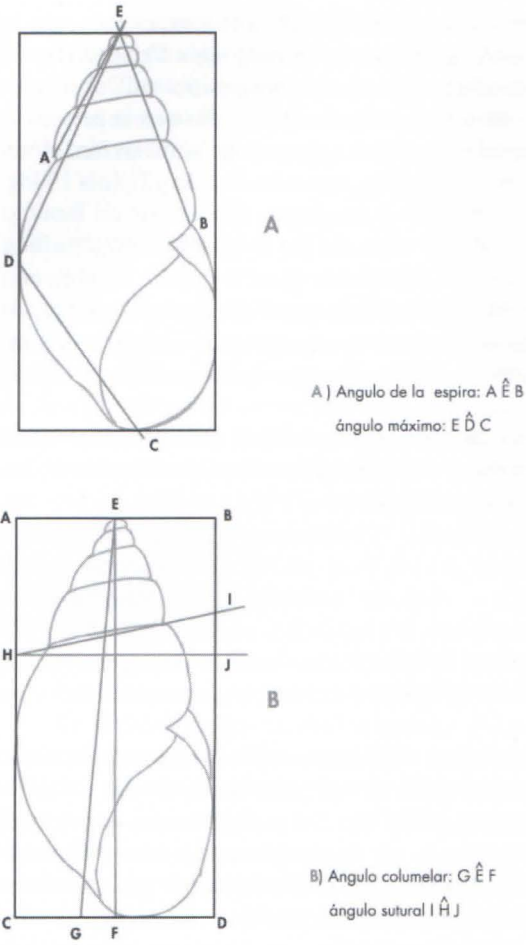 E
A
B
A
D
A ) Angulo de la espira: A Ê B
ángulo máximo: E D̂ C
C
E
A
B
I
H
J
B
B) Angulo columelar: G Ê F
ángulo sutural I Ĥ J
C
D
G
F